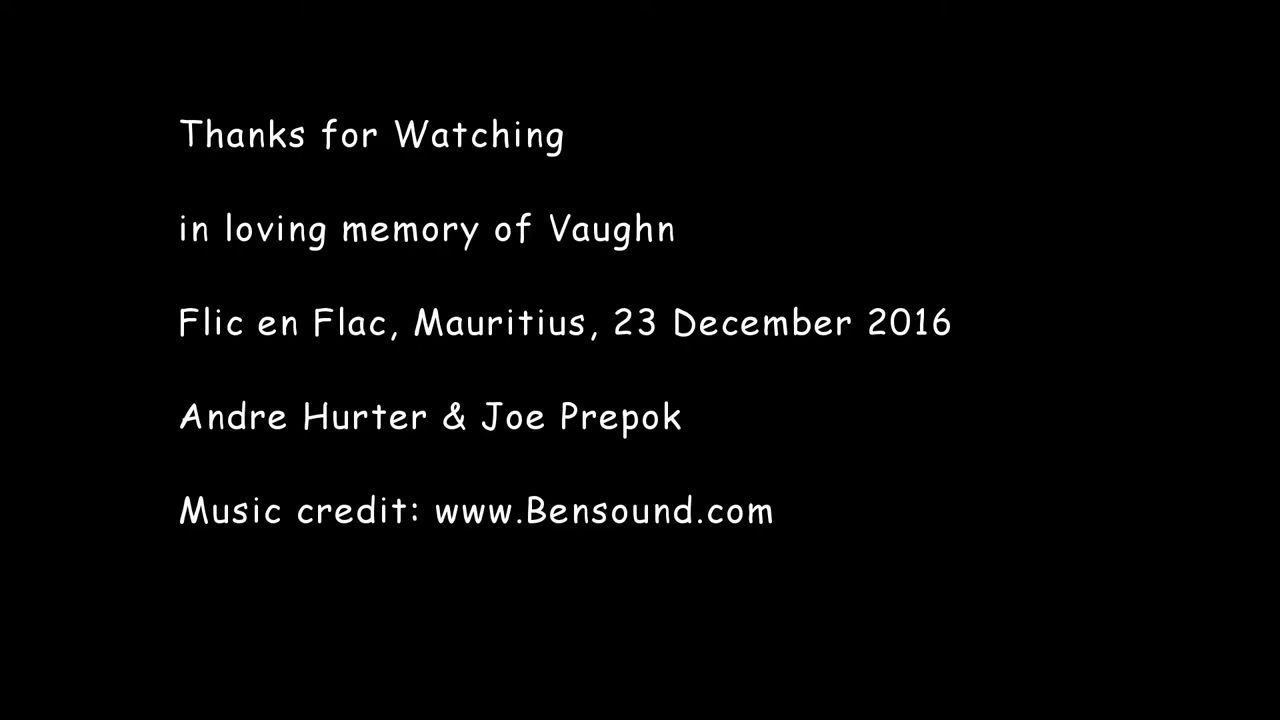 Thanks for Watching
in loving memory of Vaughn
Flic en Flac, Mauritius, 23 December 2016
Andre Hurter & Joe Prepok
Music credit: www.Bensound.com